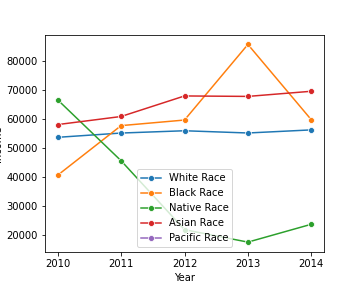 80000
70000
60000
50000
40000
30000
20000
White Race
Black Race
Native Race
Asian Race
Pacific Race
2010 2011 2012 2013 2014
Year